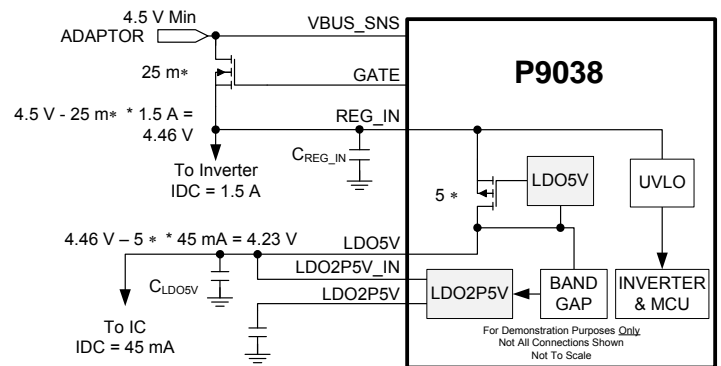 4.5 V Min
ADAPTOR
VBUS_SNS
P9038
25 m*
GATE
4.5 V - 25 m* * 1.5 A =
4.46 V
REG_IN
To Inverter
IDC = 1.5 A
CREG_IN
5 *
LDO5V
UVLO
4.46 V – 5 * * 45 mA = 4.23 V
LDO5V
LDO2P5V_IN
CLDO5V
LDO2P5V
LDO2P5V
BAND
GAP
INVERTER
& MCU
To IC
IDC = 45 mA
For Demonstration Purposes Only
Not All Connections Shown
Not To Scale